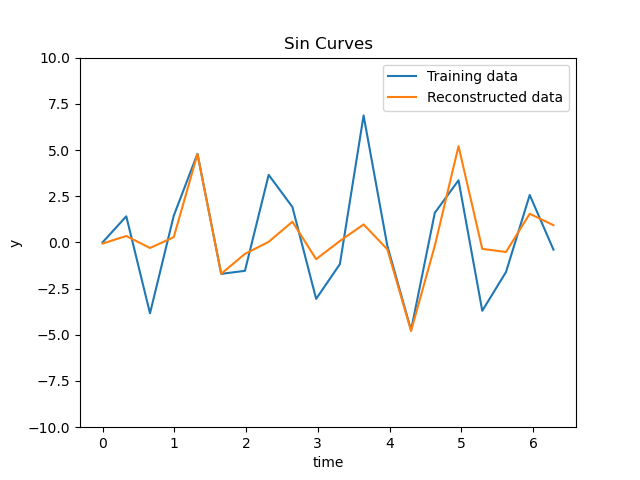 Sin Curves
Training data
Reconstructed data
10.0
7.5
5.0
2.5
0.0
−2.5
−5.0
−7.5
−10.0
y
0 1 2 3 4 5 6
time